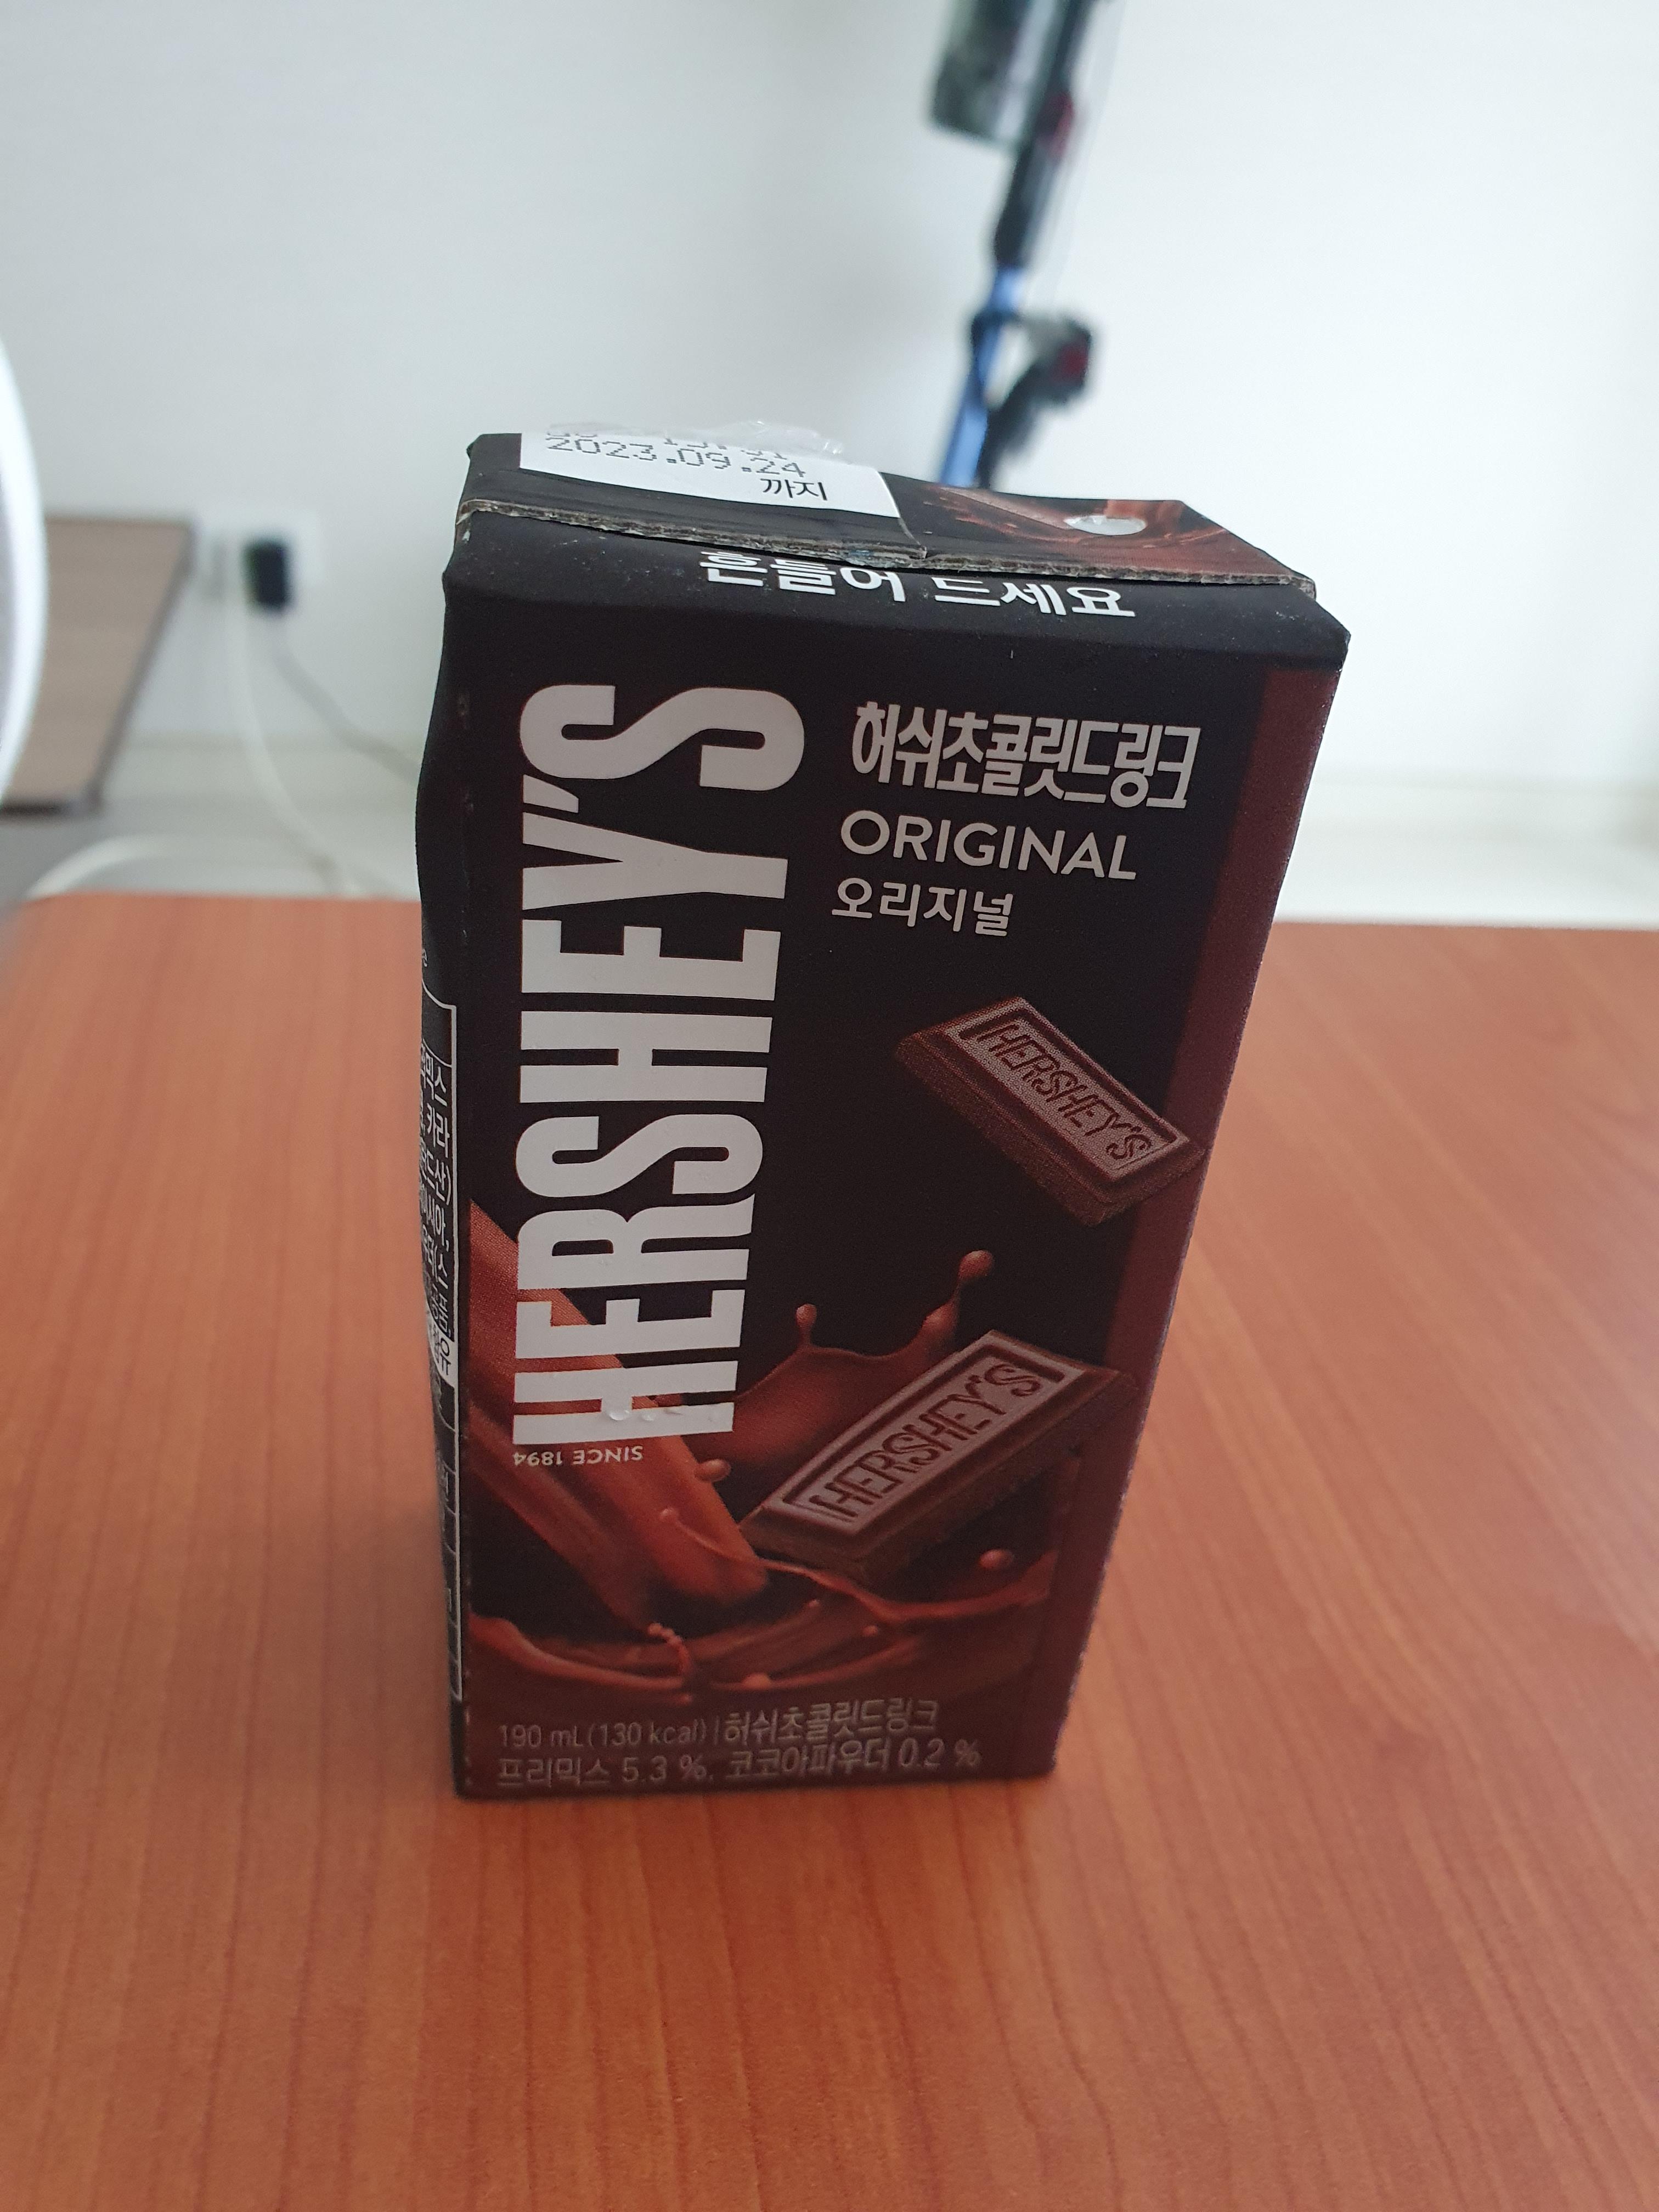 2023.09.24
까지
흔들어 드세요
HERSHEY'S
SINCE 1894
허쉬초콜릿드링크
ORIGINAL
오리지널
HERSHEY'S
HERSHEY'S
190 mL(130 kcal) | 허쉬초콜릿드링크
프리믹스 5.3 %, 코코아파우더 0.2 %